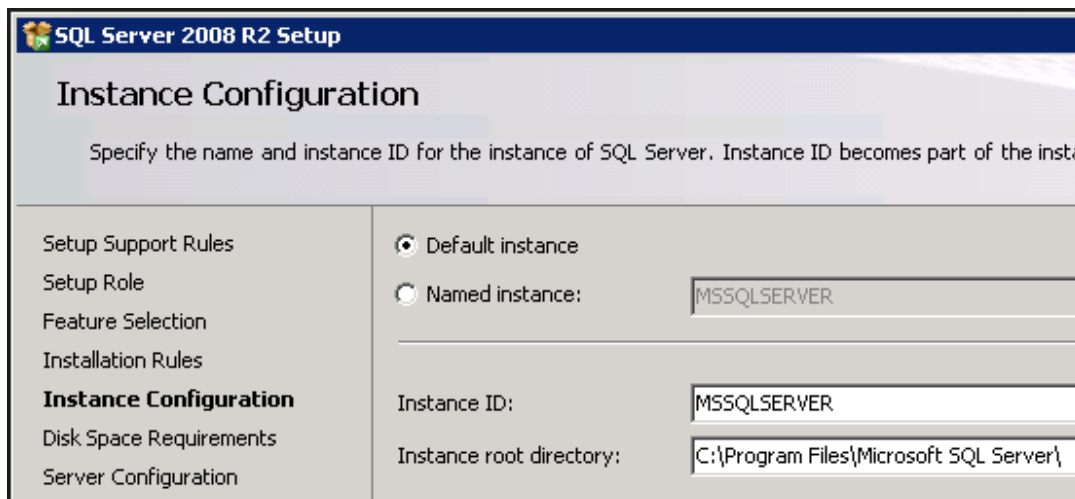 SQL Server 2008 R2 Setup
Instance Configuration
Specify the name and instance ID for the instance of SQL Server. Instance ID becomes part of the
Setup Support Rules
Setup Role
Feature Selection
Installation Rules
Instance Configuration
Disk Space Requirements
Server Configuration
Default instance
Named instance: MSSQLSERVER
Instance ID: MSSQLSERVER
Instance root directory: C:\Program Files\Microsoft SQL Server\